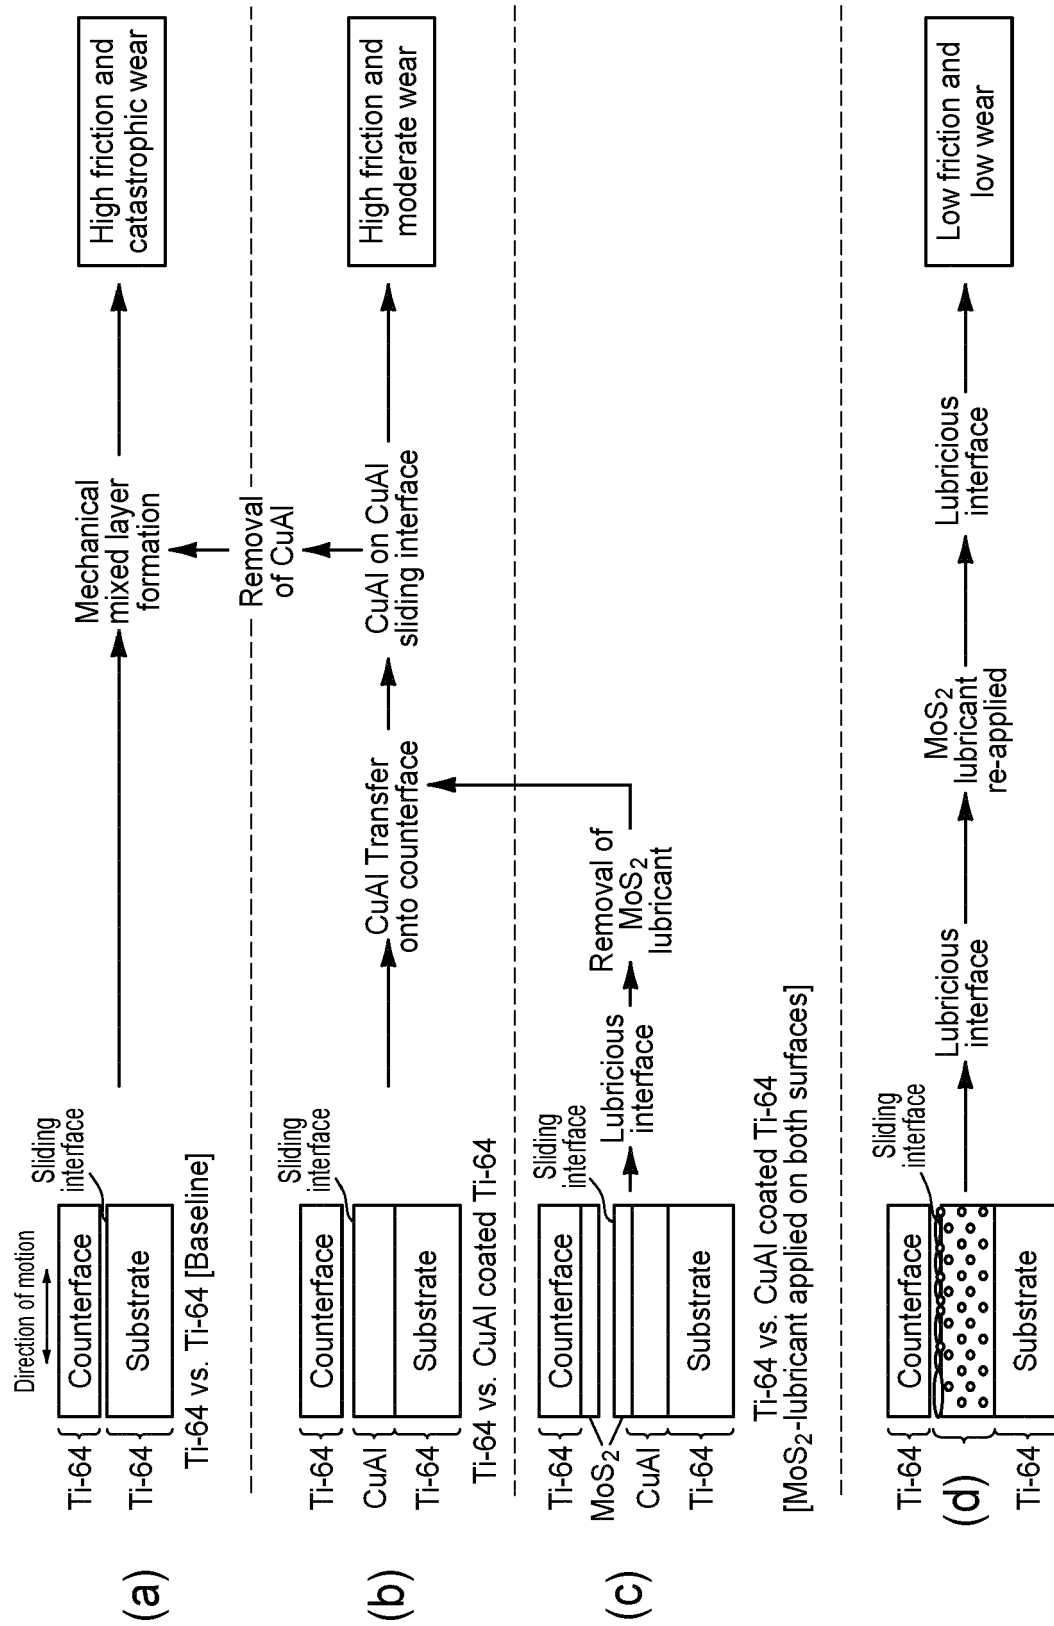 (a)
Direction of motion
Ti-64
Counterface
Sliding
interface
Ti-64
Substrate
Ti-64 vs. Ti-64 [Baseline]
Mechanical
mixed layer
formation
High friction and
catastrophic wear
Removal
of CuAl
(b)
Ti-64
Counterface
Sliding
interface
CuAl
Ti-64
Substrate
Ti-64 vs. CuAl coated Ti-64
CuAl Transfer
onto counterface
CuAl on CuAl
sliding interface
High friction and
moderate wear
(c)
Ti-64
Counterface
Sliding
interface
MoS2
CuAl
Ti-64
Substrate
Ti-64 vs. CuAl coated Ti-64
[MoS2-lubricant applied on both surfaces]
Lubricious
interface
Removal of
MoS2
lubricant
(d)
Ti-64
Counterface
Sliding
interface
Ti-64
Substrate
Lubricious
interface
MoS2
lubricant
re-applied
Lubricious
interface
Low friction and
low wear